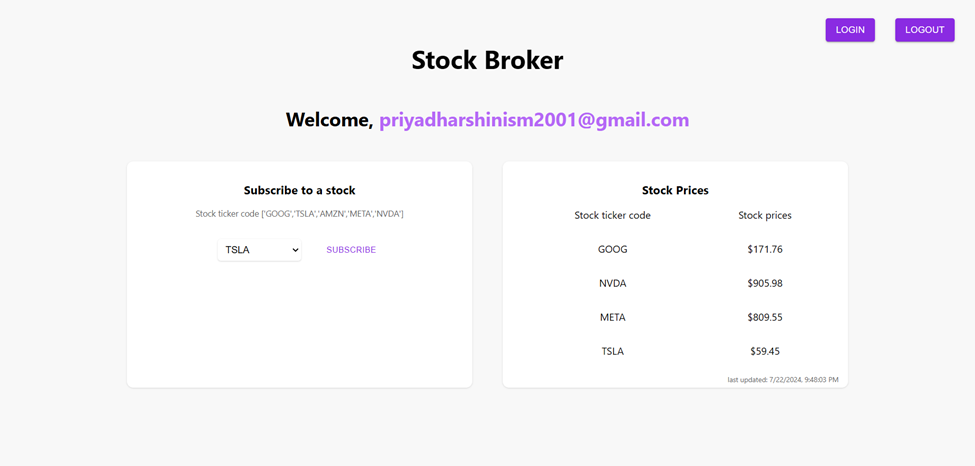 LOGIN LOGOUT
Stock Broker
Welcome, priyadharshinism2001@gmail.com
Subscribe to a stock
Stock ticker code ['GOOG','TSLA','AMZN','META','NVDA']
TSLA SUBSCRIBE
Stock Prices
Stock ticker code Stock prices
GOOG $171.76
NVDA $905.98
META $809.55
TSLA $59.45
last updated: 7/22/2024, 9:48:03 PM